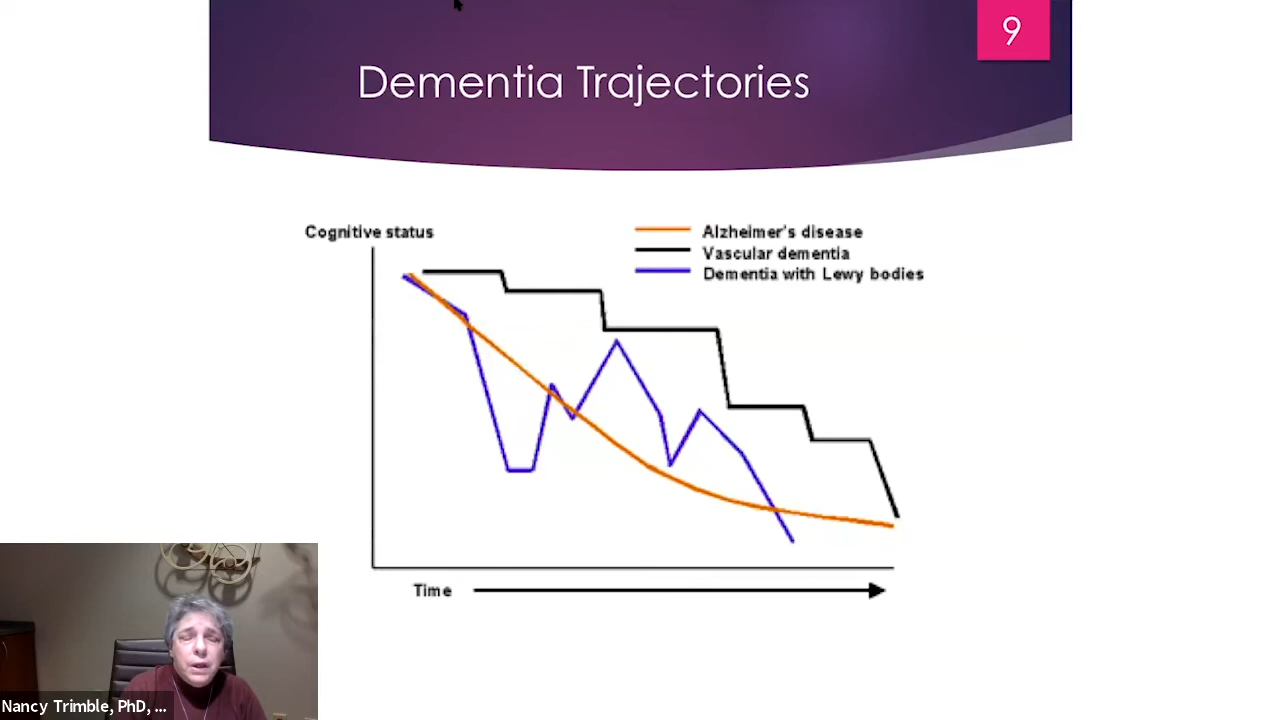 9
Dementia Trajectories
Cognitive status
Alzheimer's disease
Vascular dementia
Dementia with Lewy bodies
Time
Nancy Trimble, PhD, ...